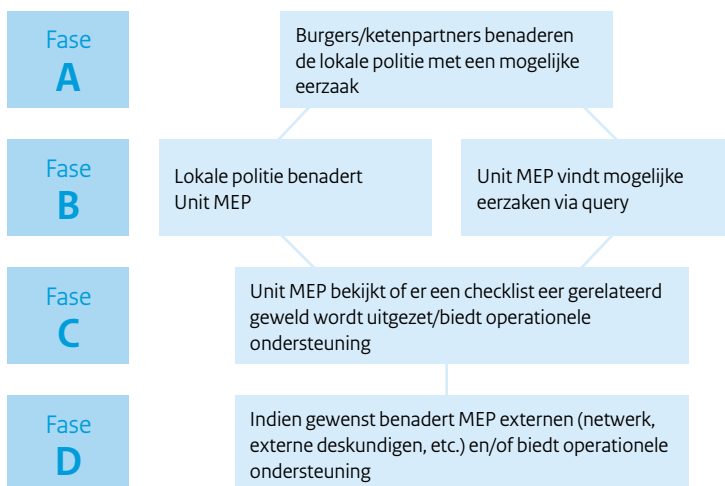 Fase
A
Burgers/ketenpartners benaderen
de lokale politie met een mogelijke
eerzaak
Fase
B
Lokale politie benadert
Unit MEP
Unit MEP vindt mogelijke
eerzaken via query
Fase
C
Unit MEP bekijkt of er een checklist eer gerelateerd
geweld wordt uitgezet/biedt operationele
ondersteuning
Fase
D
Indien gewenst benadert MEP externen (netwerk,
externe deskundigen, etc.) en/of biedt operationele
ondersteuning